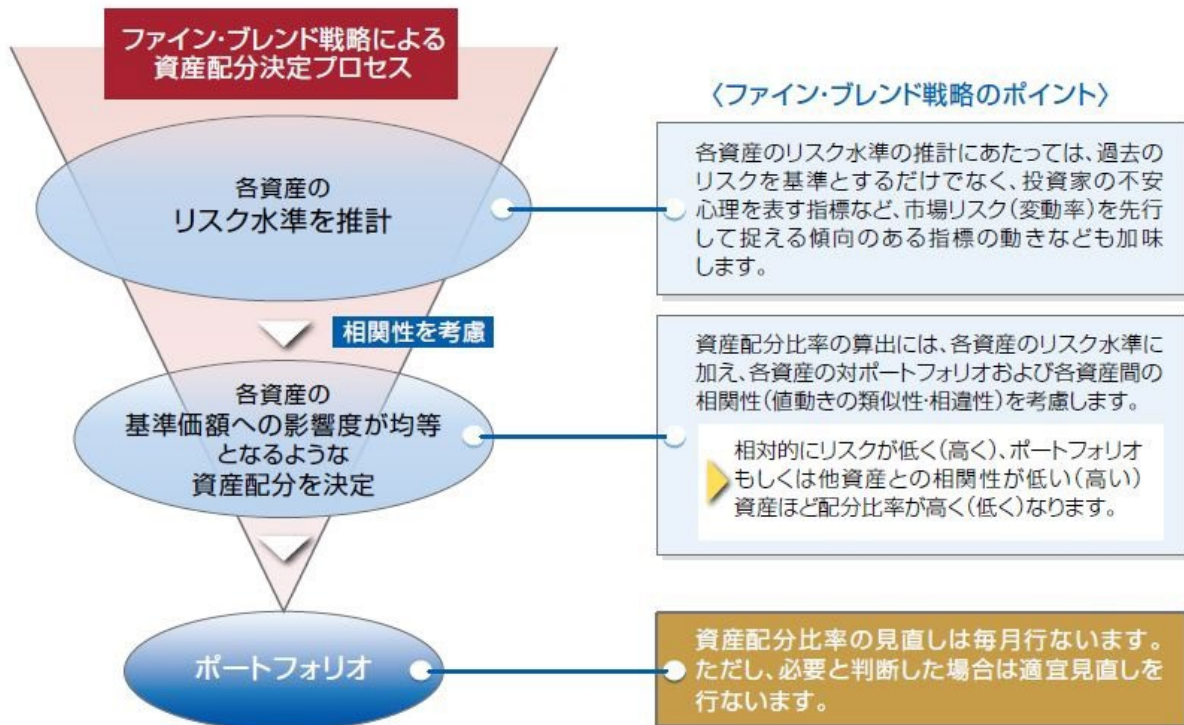 ファイン・ブレンド戦略による
資産配分決定プロセス
各資産の
リスク水準を推計
相関性を考慮
各資産の
基準価額への影響度が均等
となるような
資産配分を決定
ポートフォリオ
〈ファイン・ブレンド戦略のポイント〉
各資産のリスク水準の推計にあたっては、過去の
リスクを基準とするだけでなく、投資家の不安
心理を表す指標など、市場リスク(変動率)を先行
して捉える傾向のある指標の動きなども加味
します。
資産配分比率の算出には、各資産のリスク水準に
加え、各資産の対ポートフォリオおよび各資産間の
相関性(値動きの類似性・相違性)を考慮します。
相対的にリスクが低く(高く)、ポートフォリオ
もしくは他資産との相関性が低い(高い)
資産ほど配分比率が高く(低く)なります。
資産配分比率の見直しは毎月行ないます。
ただし、必要と判断した場合は適宜見直しを
行ないます。